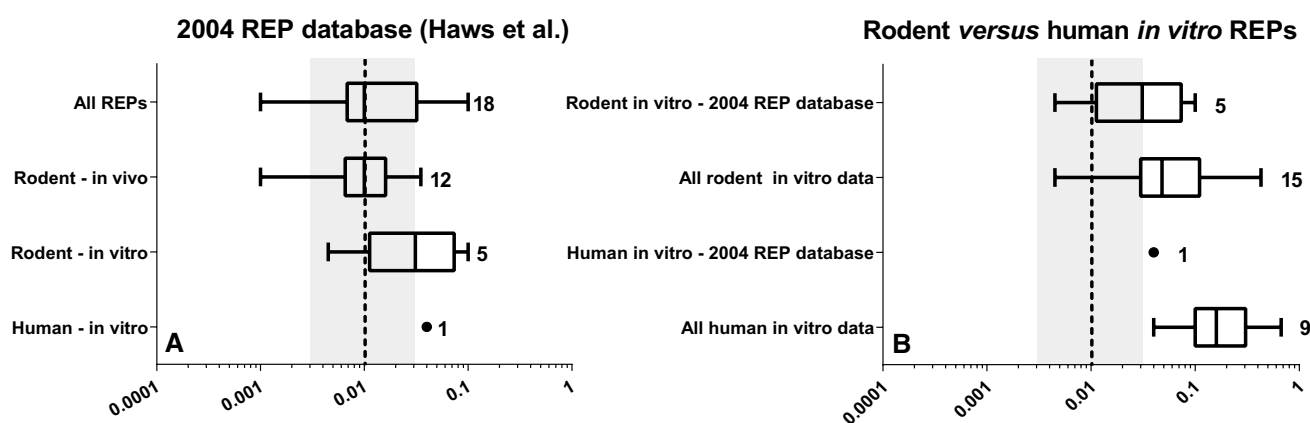 2004 REP database (Haws et al.)
All REPs
18
Rodent - in vivo
12
Rodent - in vitro
5
Human - in vitro
1
A
0.0001
0.001
0.01
0.1
1
Rodent versus human in vitro REPs
Rodent in vitro - 2004 REP database
5
All rodent in vitro data
15
Human in vitro - 2004 REP database
1
All human in vitro data
9
B
0.0001
0.001
0.01
0.1
1